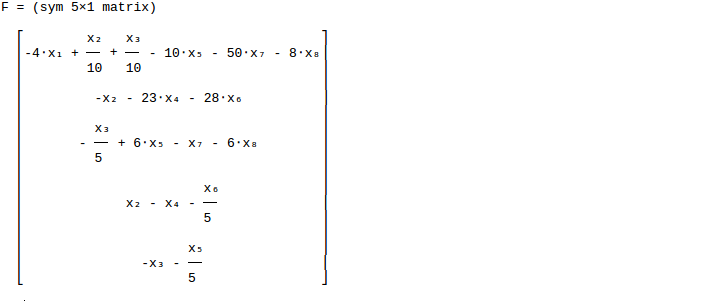 F = (sym 5×1 matrix)
x₂ x₃
-4⋅x₁ + ── + ── - 10⋅x₅ - 50⋅x₇ - 8⋅x₈
10 10
-x₂ - 23⋅x₄ - 28⋅x₆
x₃
- ── + 6⋅x₅ - x₇ - 6⋅x₈
5
x₆
x₂ - x₄ - ──
5
x₅
-x₃ - ──
5